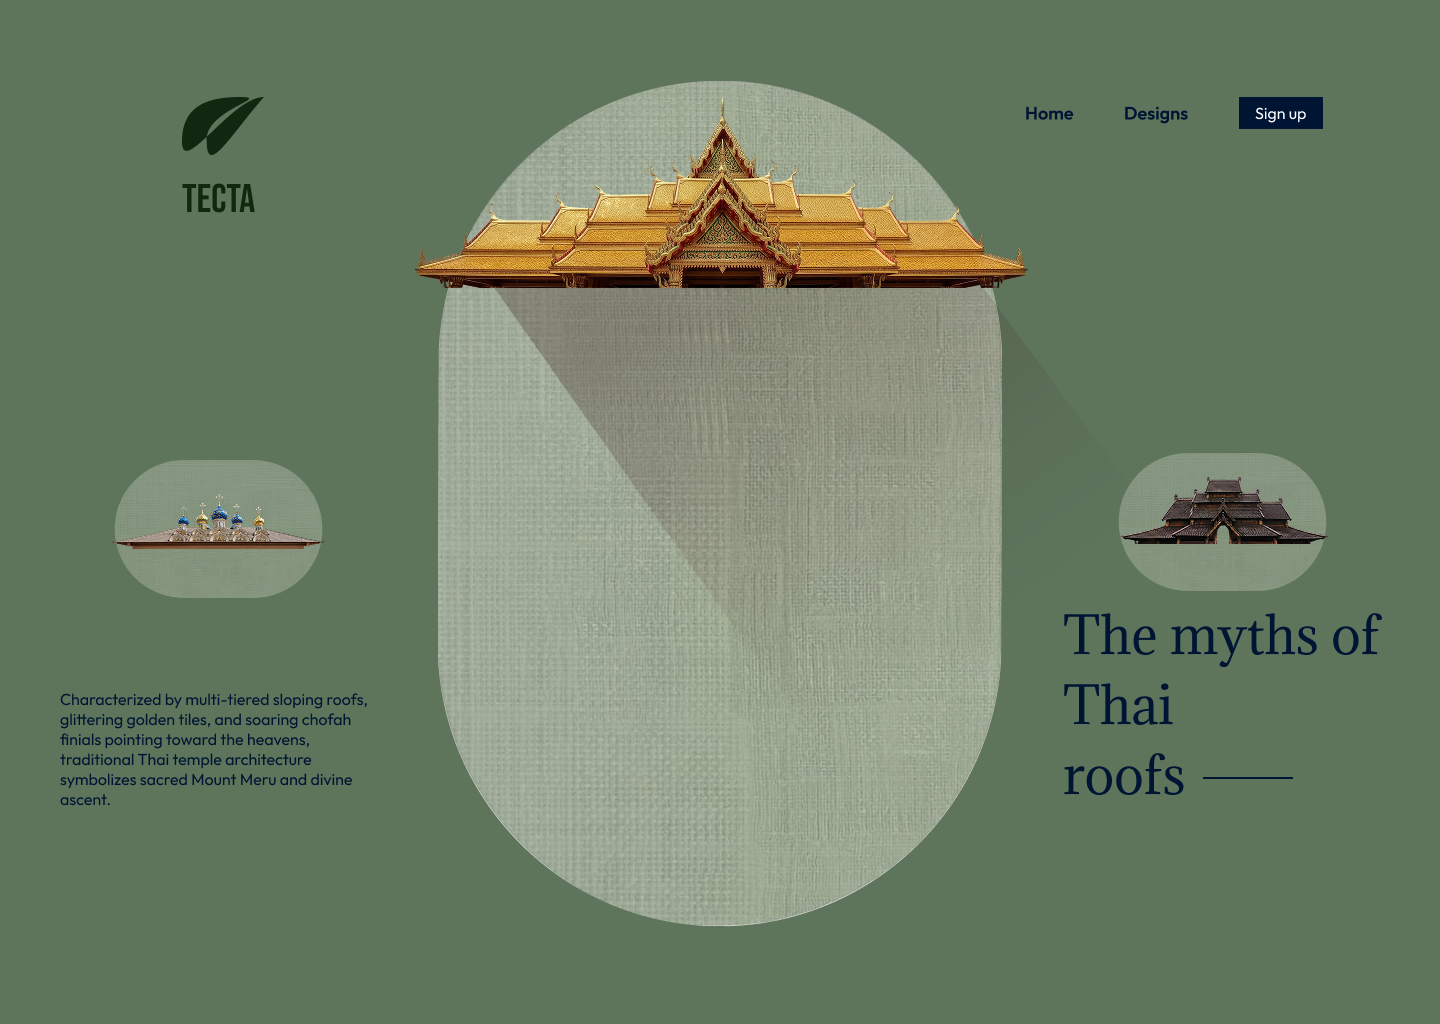 TECTA
Home
Designs
Sign up
Characterized by multi-tiered sloping roofs,
glittering golden tiles, and soaring chofah
finials pointing toward the heavens,
traditional Thai temple architecture
symbolizes sacred Mount Meru and divine
ascent.
The myths of
Thai
roofs